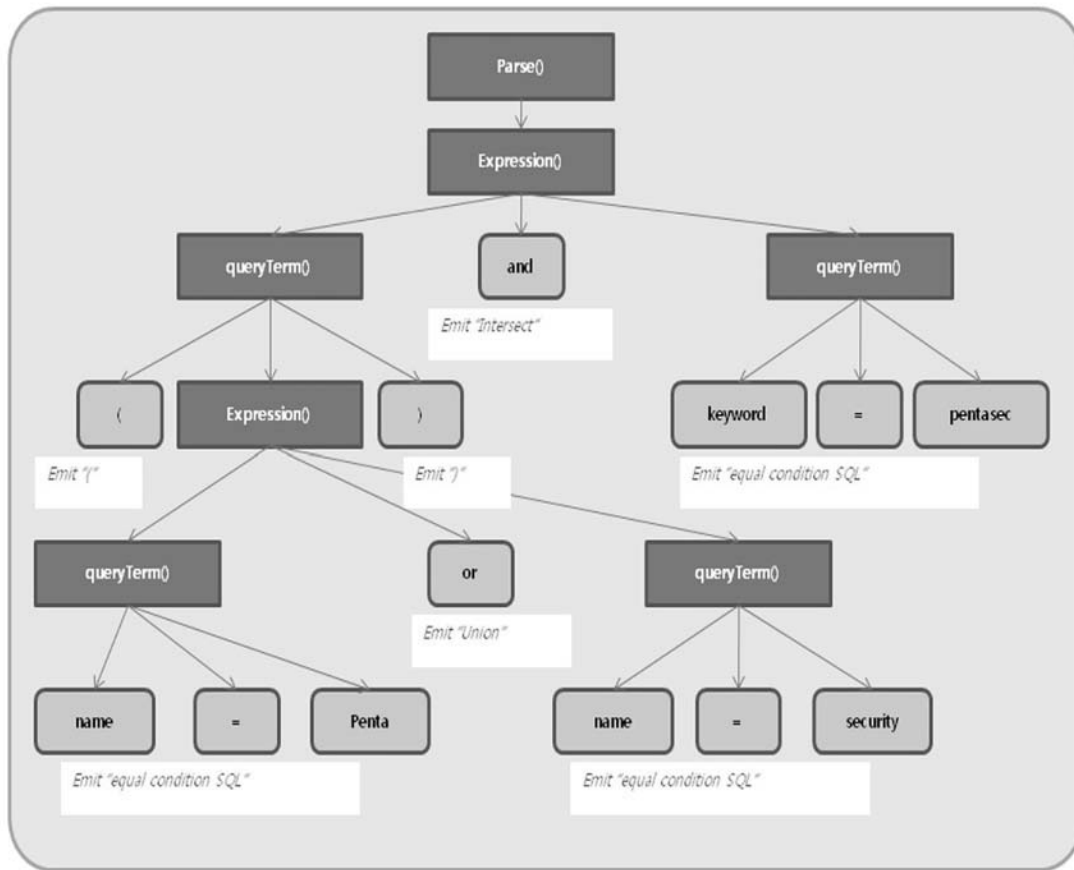 Parse()
Expression()
queryTerm()
and
queryTerm()
Emit "Intersect"
(
Expression()
)
keyword
=
pentasec
Emit "("
Emit ")"
Emit "equal condition SQL"
queryTerm()
or
queryTerm()
Emit "Union"
name
=
Penta
name
=
security
Emit "equal condition SQL"
Emit "equal condition SQL"